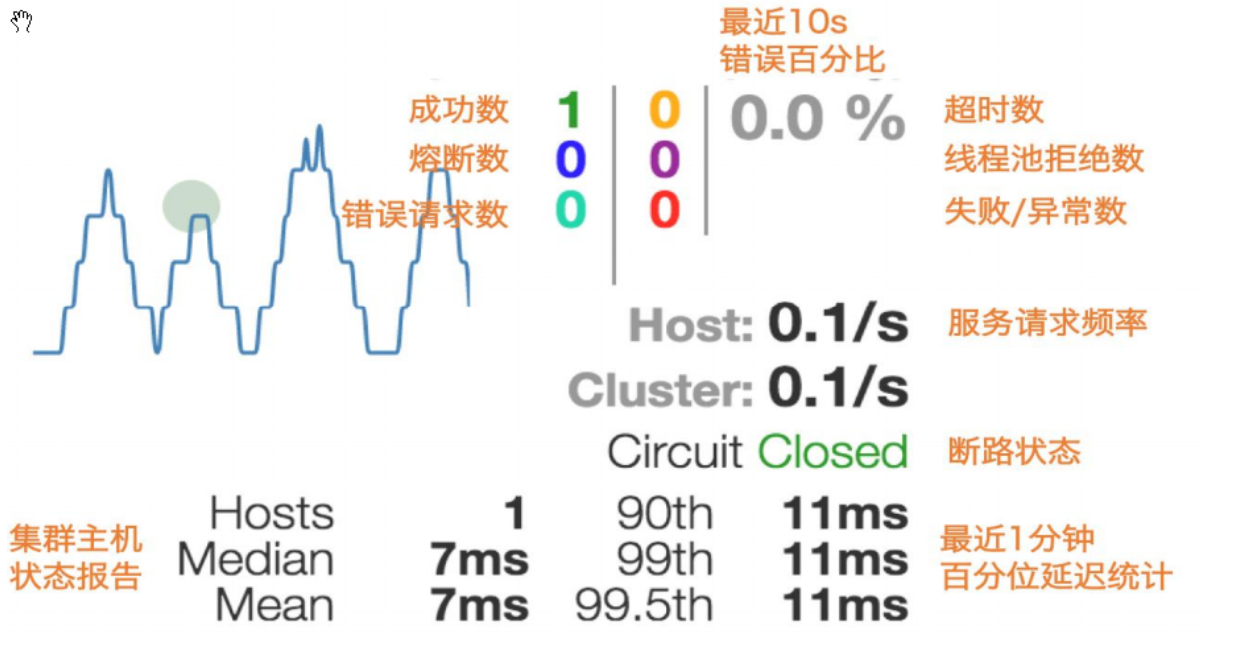 最近10s
错误百分比
成功数 1 0 0.0 % 超时数
熔断数 0 0 线程池拒绝数
错误请求数 0 0 失败/异常数
Host: 0.1/s 服务请求频率
Cluster: 0.1/s
Circuit Closed 断路状态
集群主机
状态报告
Hosts 1 90th 11ms
Median 7ms 99th 11ms
Mean 7ms 99.5th 11ms
最近1分钟
百分位延迟统计